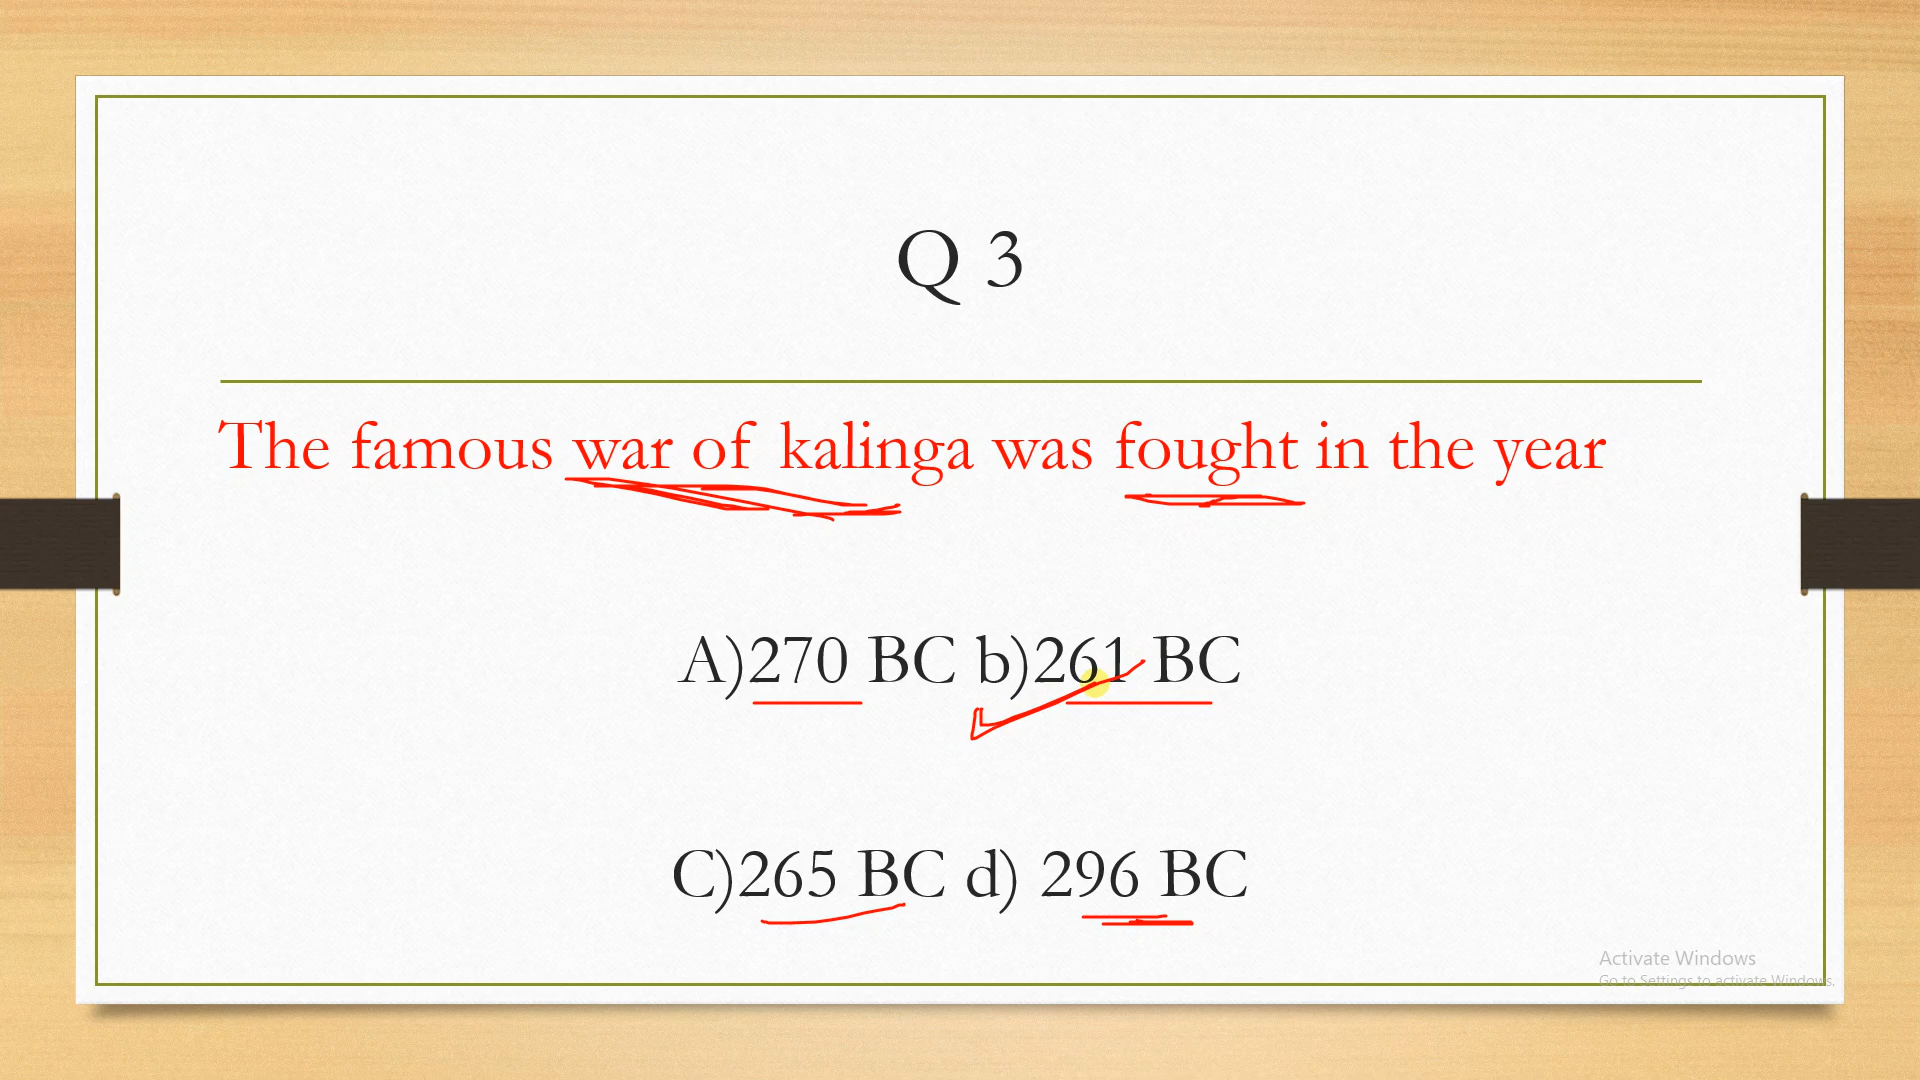 Q 3
The famous war of kalinga was fought in the year
A)270 BC b)261 BC
C)265 BC d) 296 BC
Activate Windows
Go to Settings to activate Windows.